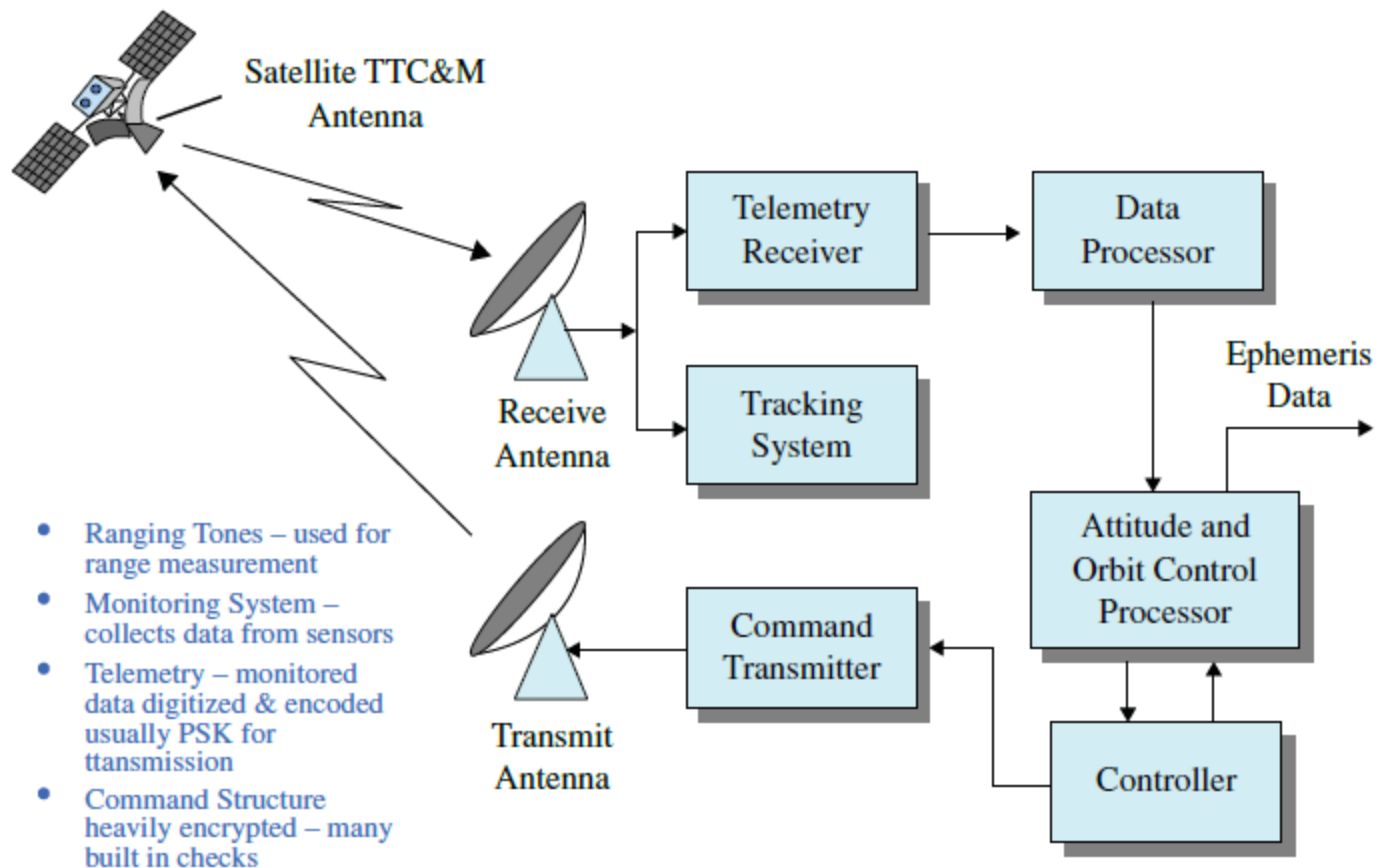 Satellite TTC&M
Antenna
Telemetry
Receiver
Data
Processor
Ephemeris
Data
Tracking
System
Receive
Antenna
Attitude and
Orbit Control
Processor
Command
Transmitter
Transmit
Antenna
Controller
• Ranging Tones – used for
range measurement
• Monitoring System –
collects data from sensors
• Telemetry – monitored
data digitized & encoded
usually PSK for
ttansmission
• Command Structure
heavily encrypted – many
built in checks